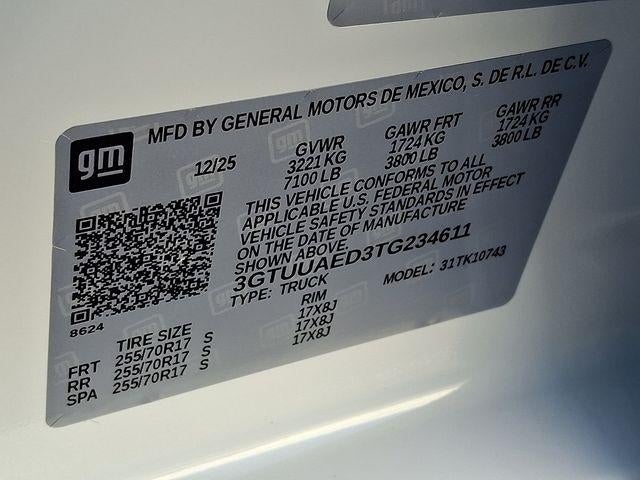 MFD BY GENERAL MOTORS DE MEXICO, S. DE R.L. DE C.V.
gm
12/25
GVWR
3221 KG
7100 LB
GAWR FRT
1724 KG
3800 LB
GAWR RR
1724 KG
3800 LB
THIS VEHICLE CONFORMS TO ALL
APPLICABLE U.S. FEDERAL MOTOR
VEHICLE SAFETY STANDARDS IN EFFECT
ON THE DATE OF MANUFACTURE
SHOWN ABOVE.
3GTUUAED3TG234611
TYPE: TRUCK
MODEL: 31TK10743
8624
TIRE SIZE
RIM
FRT 255/70R17 S 17X8J
RR 255/70R17 S 17X8J
SPA 255/70R17 S 17X8J